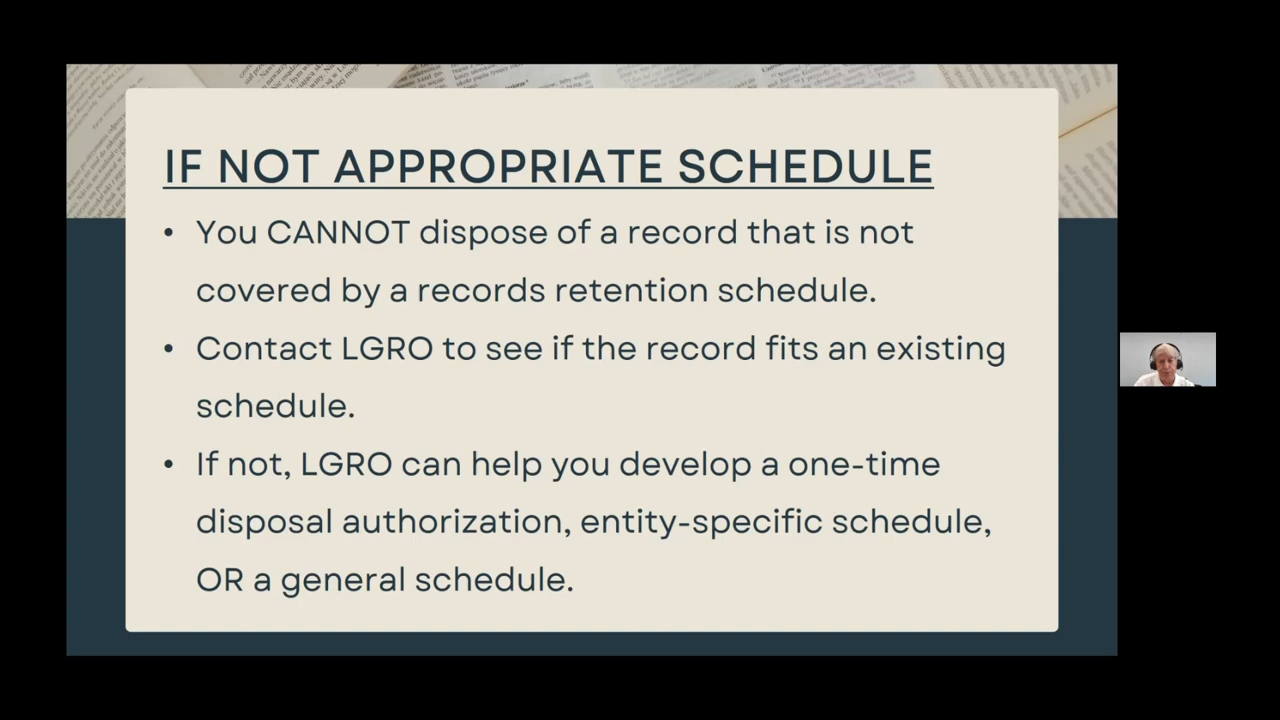 IF NOT APPROPRIATE SCHEDULE
• You CANNOT dispose of a record that is not
covered by a records retention schedule.
• Contact LGRO to see if the record fits an existing
schedule.
• If not, LGRO can help you develop a one-time
disposal authorization, entity-specific schedule,
OR a general schedule.